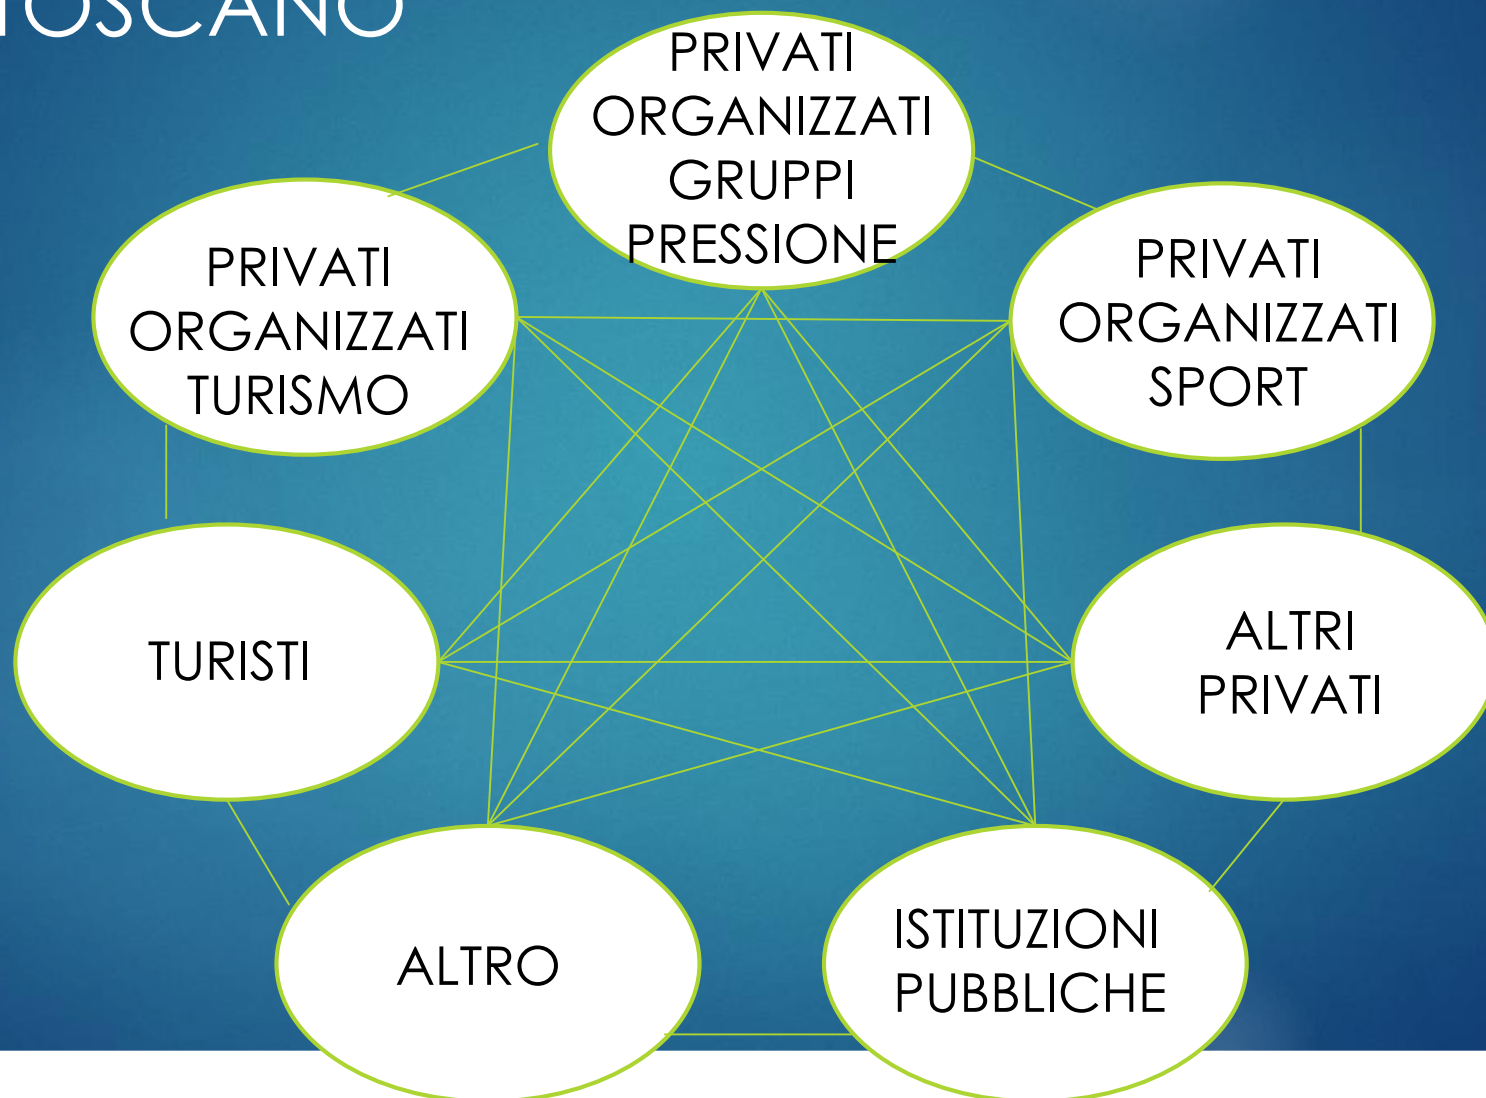 TOSCANO
PRIVATI
ORGANIZZATI
GRUPPI
PRESSIONE
PRIVATI
ORGANIZZATI
TURISMO
PRIVATI
ORGANIZZATI
SPORT
TURISTI
ALTRI
PRIVATI
ALTRO
ISTITUZIONI
PUBBLICHE